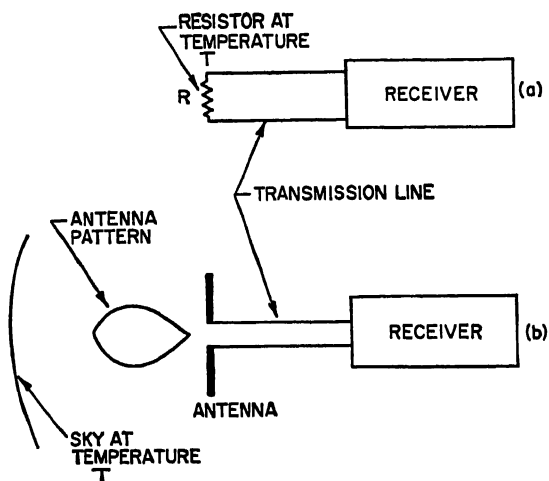 RESISTOR AT
TEMPERATURE
T
R
RECEIVER
(a)
TRANSMISSION LINE
ANTENNA
PATTERN
RECEIVER
(b)
ANTENNA
SKY AT
TEMPERATURE
T